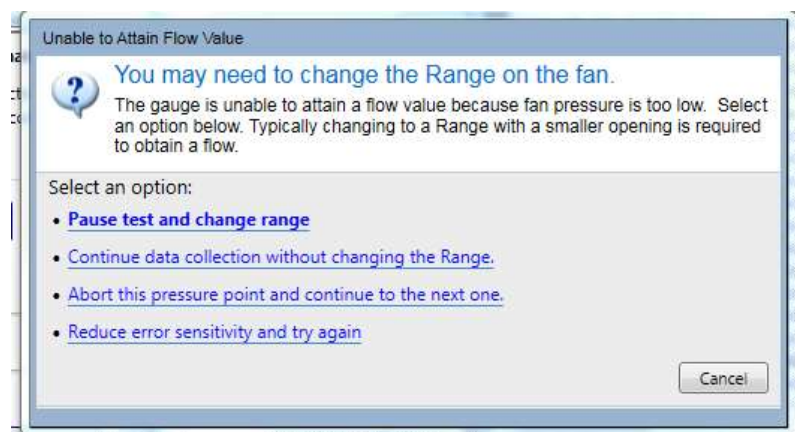 Unable to Attain Flow Value
You may need to change the Range on the fan.
The gauge is unable to attain a flow value because fan pressure is too low. Select
an option below. Typically changing to a Range with a smaller opening is required
to obtain a flow.
Select an option:
• Pause test and change range
• Continue data collection without changing the Range.
• Abort this pressure point and continue to the next one.
• Reduce error sensitivity and try again
Cancel